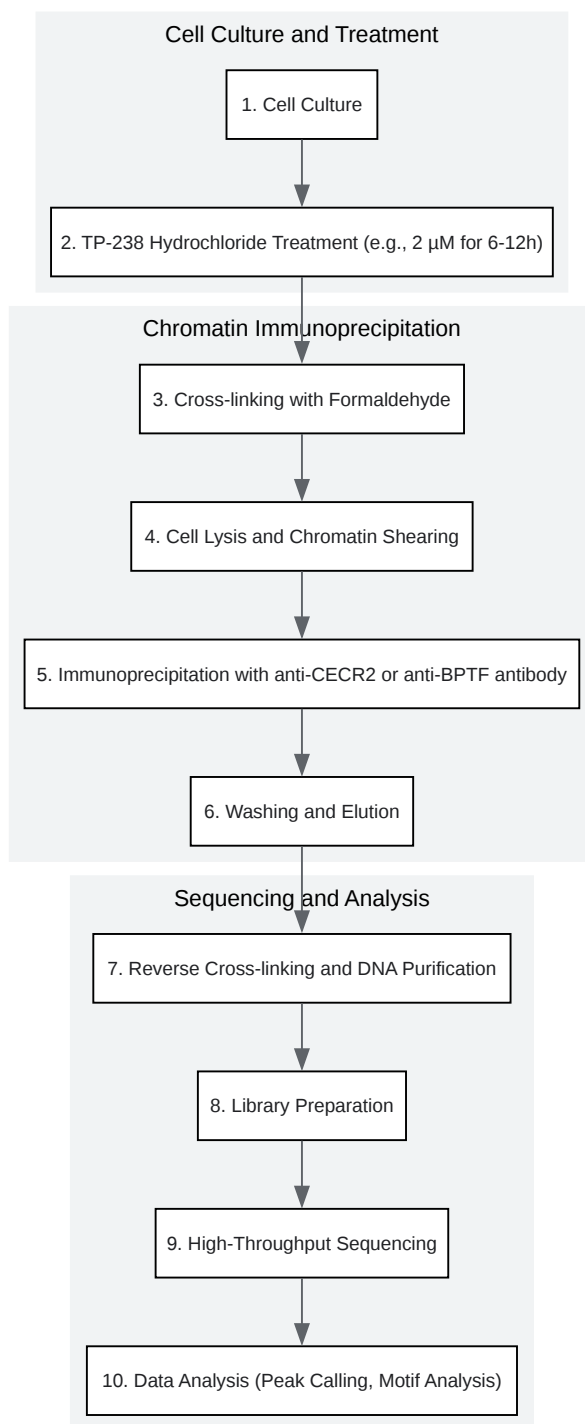 Cell Culture and Treatment
1. Cell Culture
2. TP-238 Hydrochloride Treatment (e.g., 2 µM for 6-12h)
Chromatin Immunoprecipitation
3. Cross-linking with Formaldehyde
4. Cell Lysis and Chromatin Shearing
5. Immunoprecipitation with anti-CECR2 or anti-BPTF antibody
6. Washing and Elution
Sequencing and Analysis
7. Reverse Cross-linking and DNA Purification
8. Library Preparation
9. High-Throughput Sequencing
10. Data Analysis (Peak Calling, Motif Analysis)